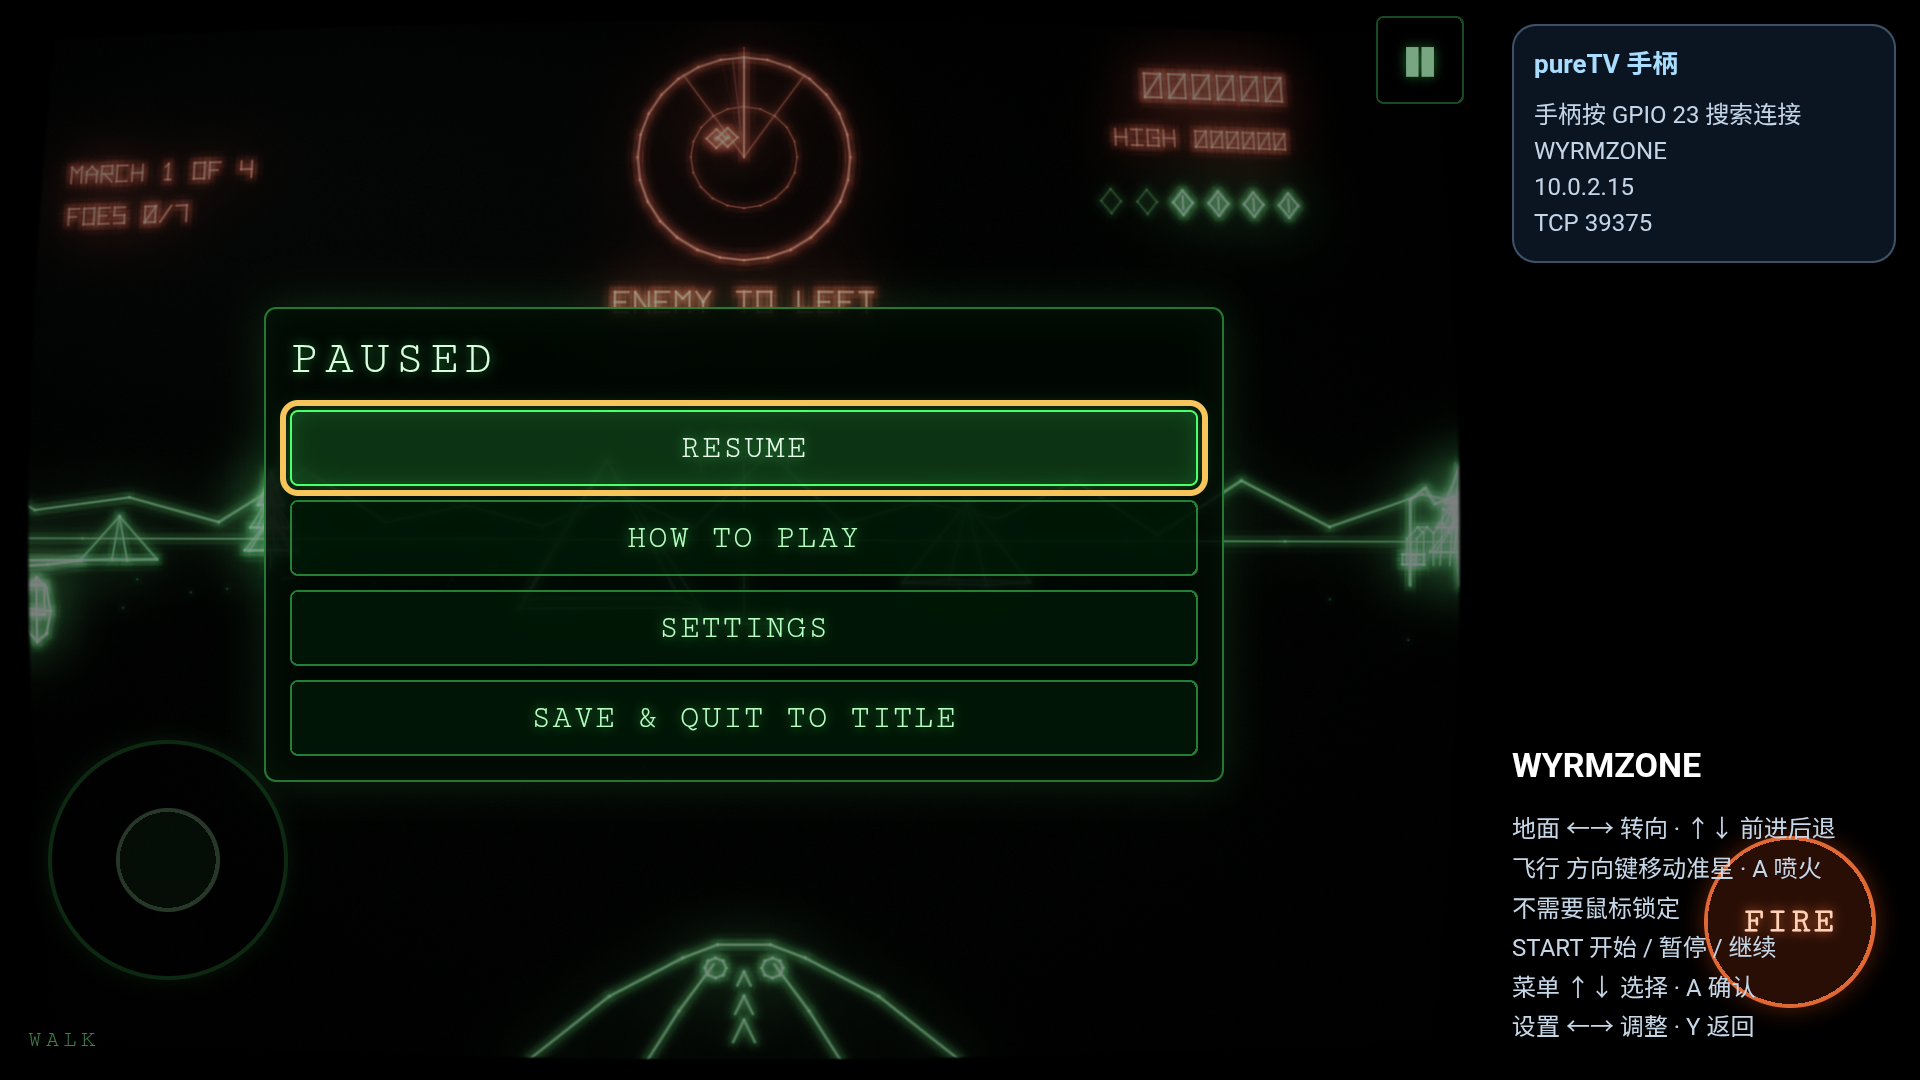 MARCH 1 OF 4
FOES 0/7
000000
HIGH 000000
ENEMY TO LEFT
PAUSED
RESUME
HOW TO PLAY
SETTINGS
SAVE & QUIT TO TITLE
WALK
pureTV 手柄
手柄按 GPIO 23 搜索连接
WYRMZONE
10.0.2.15
TCP 39375
WYRMZONE
地面 ←→ 转向 · ↑↓ 前进后退
飞行 方向键移动准星 · A 喷火
不需要鼠标锁定
FIRE
START 开始 / 暂停 / 继续
菜单 ↑↓ 选择 · A 确认
设置 ←→ 调整 · Y 返回